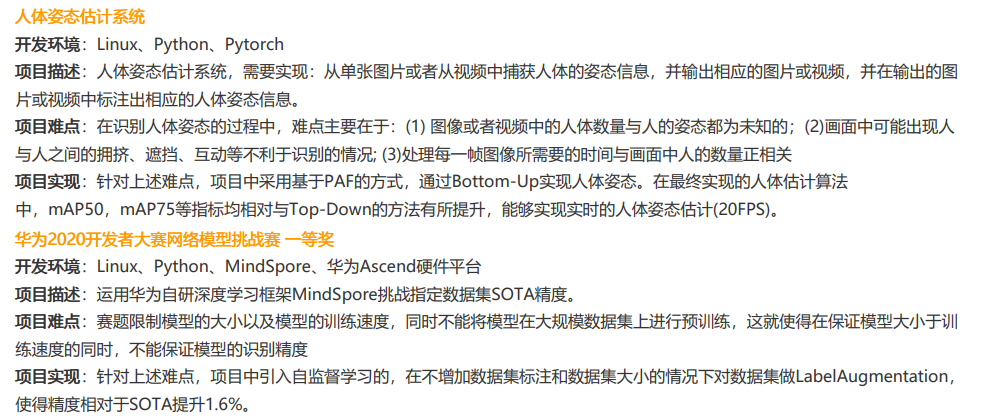 人体姿态估计系统
开发环境：Linux、Python、Pytorch
项目描述：人体姿态估计系统，需要实现：从单张图片或者从视频中捕获人体的姿态信息，并输出相应的图片或视频，并在输出的图
片或视频中标注出相应的人体姿态信息。
项目难点：在识别人体姿态的过程中，难点主要在于：(1) 图像或者视频中的人体数量与人的姿态都为未知的；(2)画面中可能出现人
与人之间的拥挤、遮挡、互动等不利于识别的情况; (3)处理每一帧图像所需要的时间与画面中人的数量正相关
项目实现：针对上述难点，项目中采用基于PAF的方式，通过Bottom-Up实现人体姿态。在最终实现的人体估计算法
中，mAP50，mAP75等指标均相对与Top-Down的方法有所提升，能够实现实时的人体姿态估计(20FPS)。
华为2020开发者大赛网络模型挑战赛 一等奖
开发环境：Linux、Python、MindSpore、华为Ascend硬件平台
项目描述：运用华为自研深度学习框架MindSpore挑战指定数据集SOTA精度。
项目难点：赛题限制模型的大小以及模型的训练速度，同时不能将模型在大规模数据集上进行预训练，这就使得在保证模型大小于训
练速度的同时，不能保证模型的识别精度
项目实现：针对上述难点，项目中引入自监督学习的，在不增加数据集标注和数据集大小的情况下对数据集做LabelAugmentation，
使得精度相对于SOTA提升1.6%。